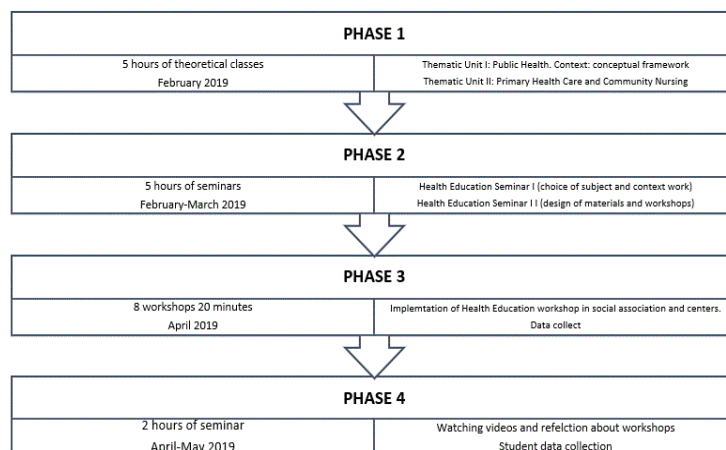 PHASE 1
5 hours of theoretical classes
February 2019
Thematic Unit I: Public Health. Context: conceptual framework
Thematic Unit II: Primary Health Care and Community Nursing
PHASE 2
5 hours of seminars
February-March 2019
Health Education Seminar I (choice of subject and context work)
Health Education Seminar I I (design of materials and workshops)
PHASE 3
8 workshops 20 minutes
April 2019
Implemtation of Health Education workshop in social association and centers.
Data collect
PHASE 4
2 hours of seminar
April-May 2019
Watching videos and refelction about workshops
Student data collection